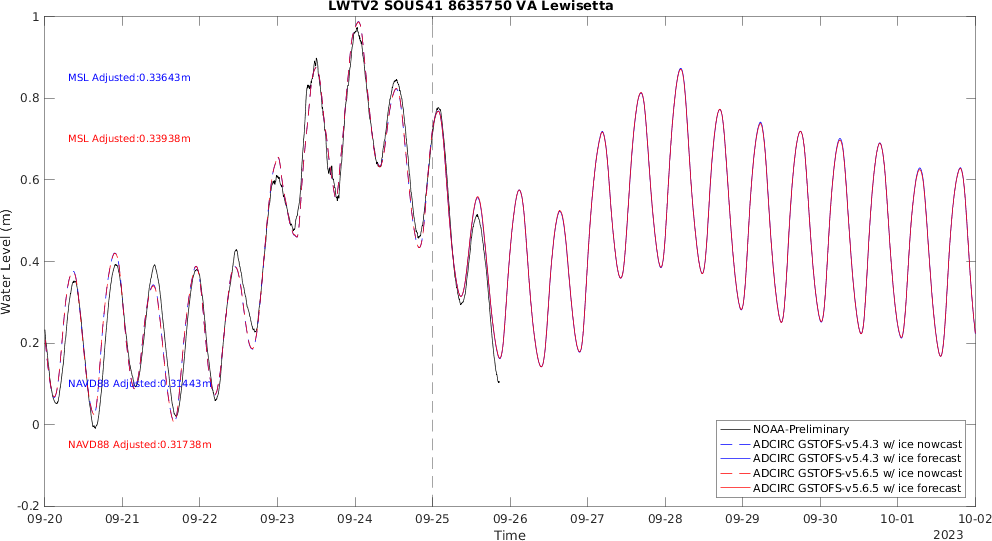 LWTV2 SOUS41 8635750 VA Lewisetta
1
0.8
0.6
0.4
0.2
0
-0.2
Water Level (m)
MSL Adjusted:0.33643m
MSL Adjusted:0.33938m
NAVD88 Adjusted:0.31443m
NAVD88 Adjusted:0.31738m
NOAA-Preliminary
ADCIRC GSTOFS-v5.4.3 w/ ice nowcast
ADCIRC GSTOFS-v5.4.3 w/ ice forecast
ADCIRC GSTOFS-v5.6.5 w/ ice nowcast
ADCIRC GSTOFS-v5.6.5 w/ ice forecast
09-20 09-21 09-22 09-23 09-24 09-25 09-26 09-27 09-28 09-29 09-30 10-01 10-02
Time
2023